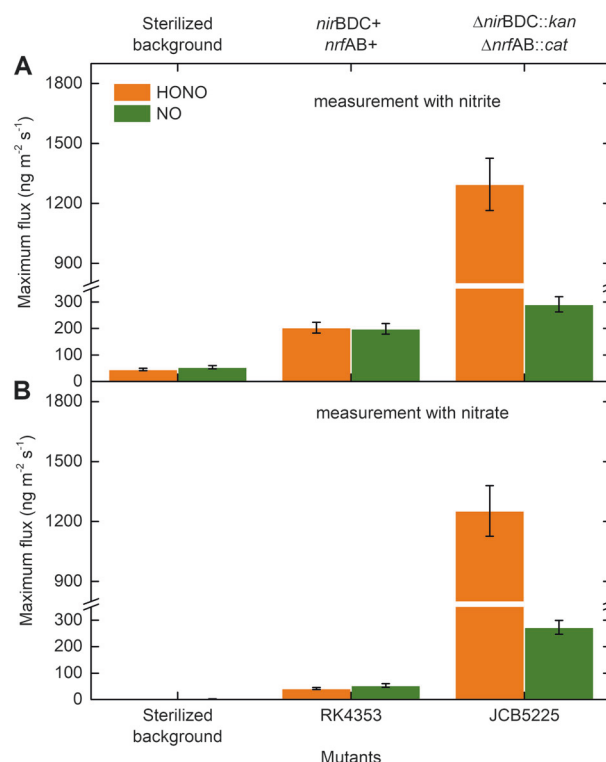 Sterilized background
nirBDC+ nrfAB+
ΔnirBDC::kan ΔnrfAB::cat
A
HONO
NO
measurement with nitrite
Maximum flux (ng m⁻² s⁻¹)
1800
1500
1200
900
300
200
100
0
B
measurement with nitrate
Maximum flux (ng m⁻² s⁻¹)
1800
1500
1200
900
300
200
100
0
Sterilized background
RK4353
JCB5225
Mutants